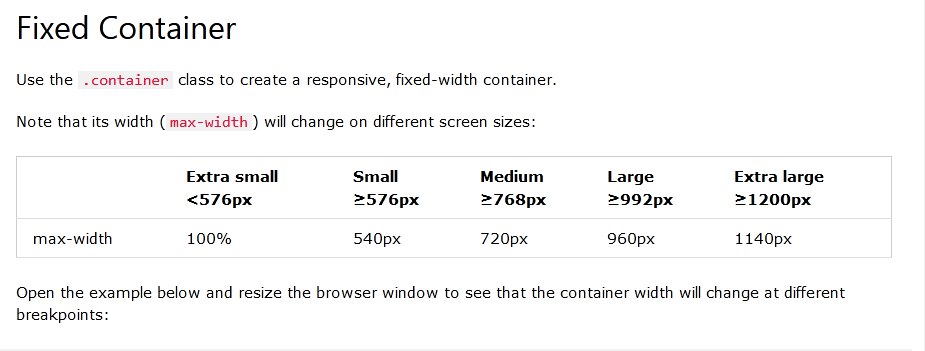 Fixed Container
Use the .container class to create a responsive, fixed-width container.
Note that its width (max-width) will change on different screen sizes:
Extra small Small Medium Large Extra large
<576px ≥576px ≥768px ≥992px ≥1200px
max-width 100% 540px 720px 960px 1140px
Open the example below and resize the browser window to see that the container width will change at different
breakpoints: